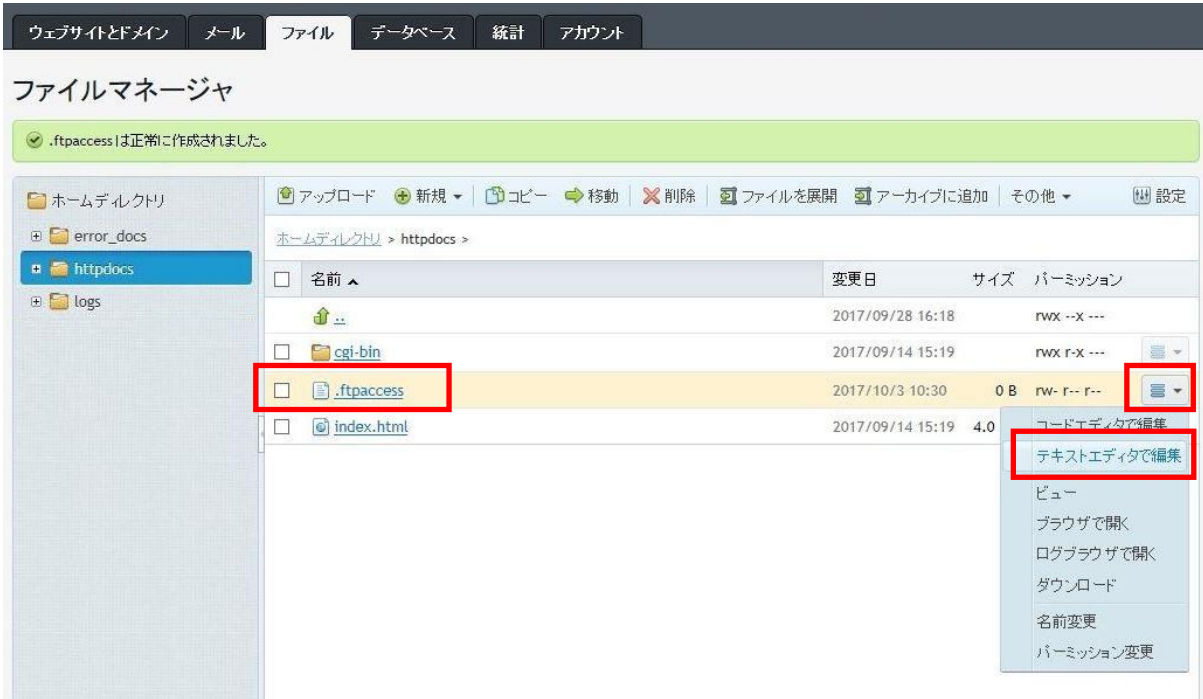 ウェブサイトとドメイン メール ファイル データベース 統計 アカウント
ファイルマネージャ
.ftpaccessは正常に作成されました。
ホームディレクトリ
error_docs
httpdocs
logs
アップロード 新規 コピー 移動 削除 ファイルを展開 アーカイブに追加 その他 設定
ホームディレクトリ > httpdocs >
名前 変更日 サイズ パーミッション
.. 2017/09/28 16:18 rwx --x ---
cgi-bin 2017/09/14 15:19 rwx r-x ---
.ftpaccess 2017/10/3 10:30 0 B rw- r-- r--
index.html 2017/09/14 15:19 4.0
コードエディタで編集
テキストエディタで編集
ビュー
ブラウザで開く
ログブラウザで開く
ダウンロード
名前変更
パーミッション変更